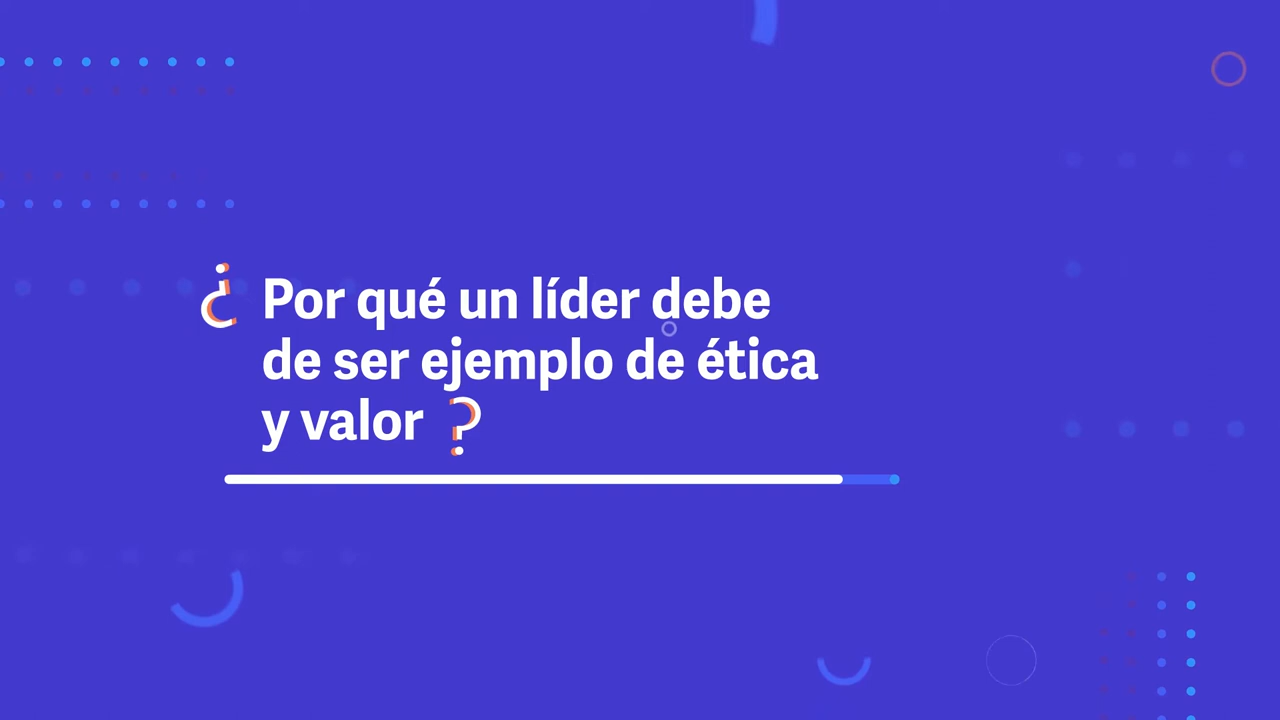 ¿ Por qué un líder debe
de ser ejemplo de ética
y valor ?